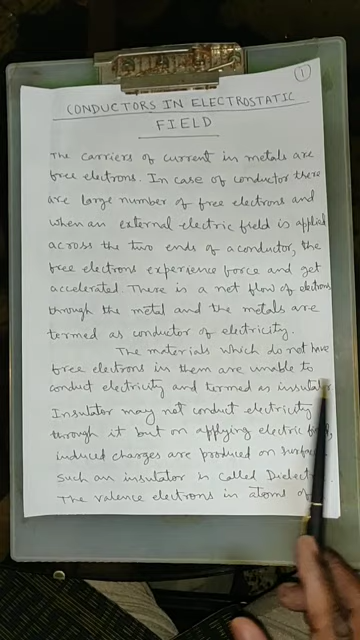 ①
CONDUCTORS IN ELECTROSTATIC
FIELD
The carriers of current in metals are
free electrons. In case of conductor there
are large number of free electrons and
when an external electric field is applied
across the two ends of a conductor, the
free electrons experience force and get
accelerated There is a net flow of electrons
through the metal and the metals are
termed as conductor of electricity.
The materials which do not have
free electrons in them are unable to
conduct electricity and termed as insulator
Insulator may not conduct electricity
through it but on applying electric
induced charges are produced on
Such an insulator is called
The valence electrons in atoms